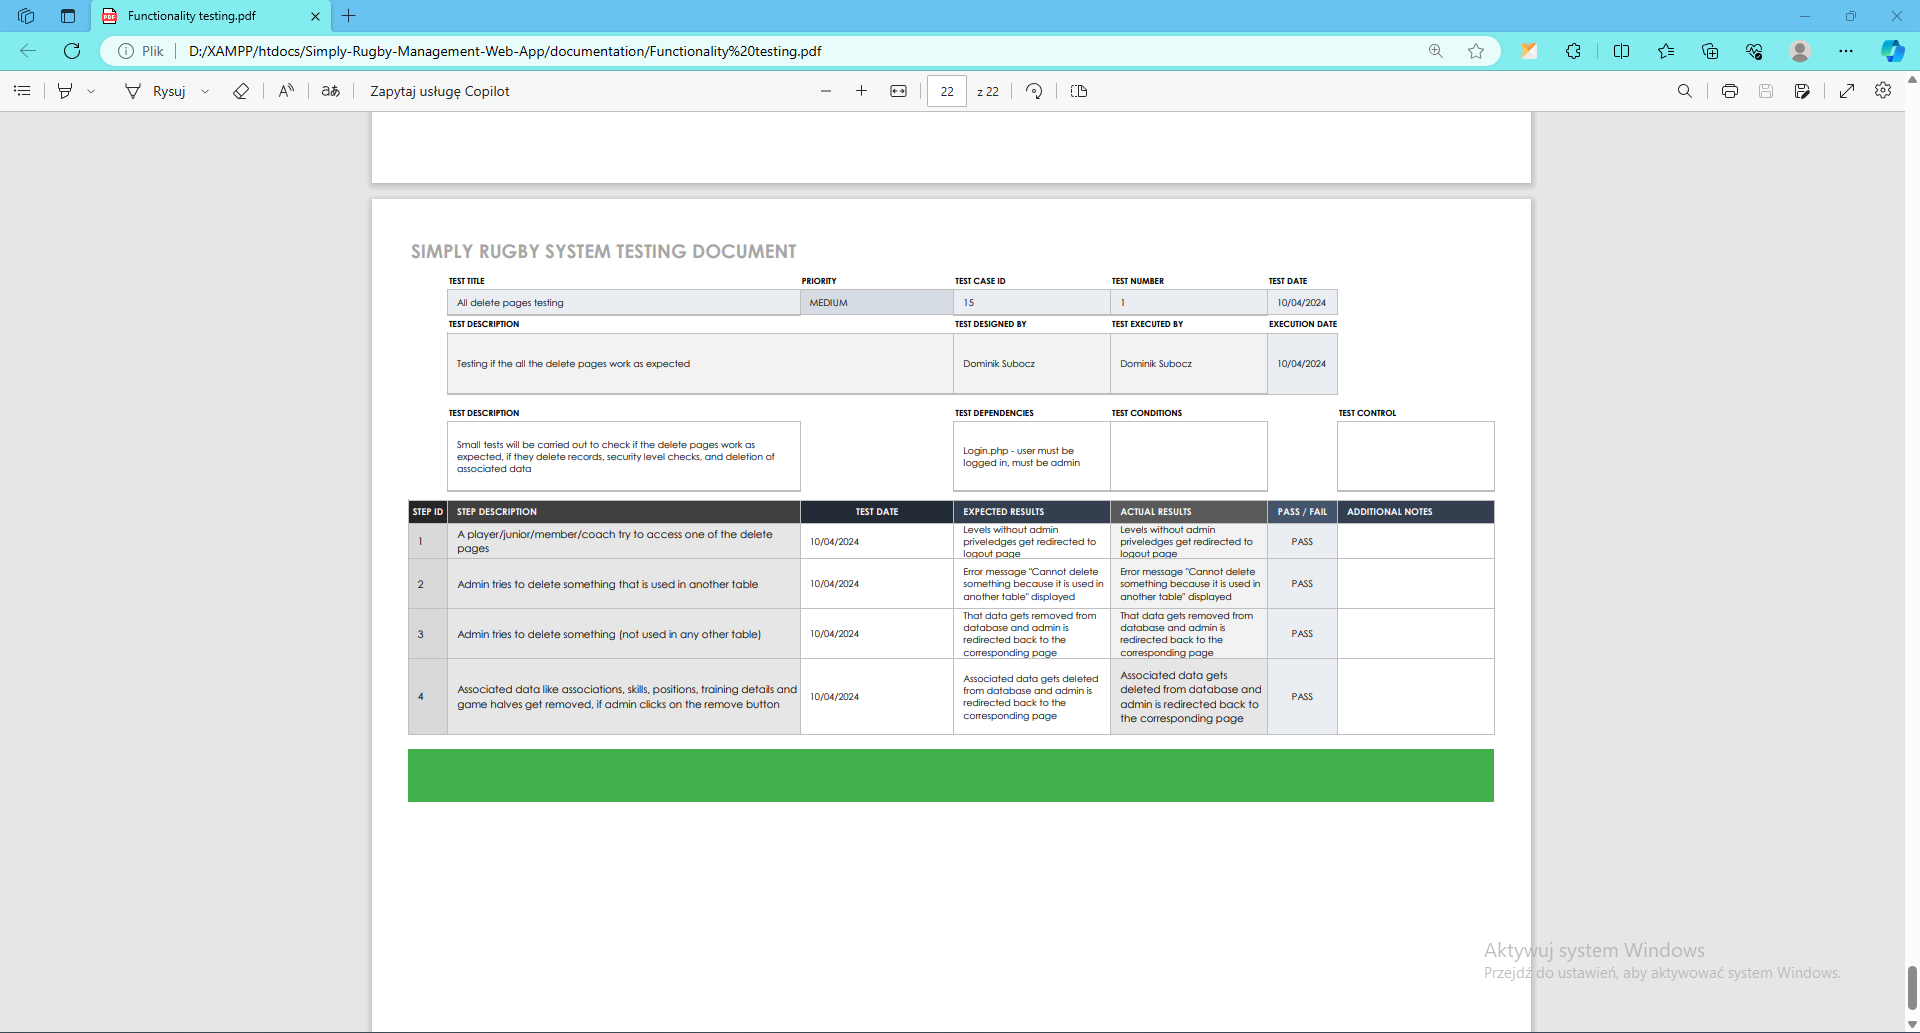 Functionality testing.pdf
Plik
D:/XAMPP/htdocs/Simply-Rugby-Management-Web-App/documentation/Functionality%20testing.pdf
Rysuj
Zapytaj usługę Copilot
22
z 22
SIMPLY RUGBY SYSTEM TESTING DOCUMENT
TEST TITLE
PRIORITY
TEST CASE ID
TEST NUMBER
TEST DATE
All delete pages testing
MEDIUM
15
1
10/04/2024
TEST DESCRIPTION
TEST DESIGNED BY
TEST EXECUTED BY
EXECUTION DATE
Testing if the all the delete pages work as expected
Dominik Subocz
Dominik Subocz
10/04/2024
TEST DESCRIPTION
TEST DEPENDENCIES
TEST CONDITIONS
TEST CONTROL
Small tests will be carried out to check if the delete pages work as
expected, if they delete records, security level checks, and deletion of
associated data
Login.php - user must be
logged in, must be admin
STEP ID
STEP DESCRIPTION
TEST DATE
EXPECTED RESULTS
ACTUAL RESULTS
PASS / FAIL
ADDITIONAL NOTES
1
A player/junior/member/coach try to access one of the delete
pages
10/04/2024
Levels without admin
priveledges get redirected to
logout page
Levels without admin
priveledges get redirected to
logout page
PASS
2
Admin tries to delete something that is used in another table
10/04/2024
Error message "Cannot delete
something because it is used in
another table" displayed
Error message "Cannot delete
something because it is used in
another table" displayed
PASS
3
Admin tries to delete something (not used in any other table)
10/04/2024
That data gets removed from
database and admin is
redirected back to the
corresponding page
That data gets removed from
database and admin is
redirected back to the
corresponding page
PASS
4
Associated data like associations, skills, positions, training details and
game halves get removed, if admin clicks on the remove button
10/04/2024
Associated data gets deleted
from database and admin is
redirected back to the
corresponding page
Associated data gets
deleted from database and
admin is redirected back to
the corresponding page
PASS
Aktywuj system Windows
Przejdź do ustawień, aby aktywować system Windows.